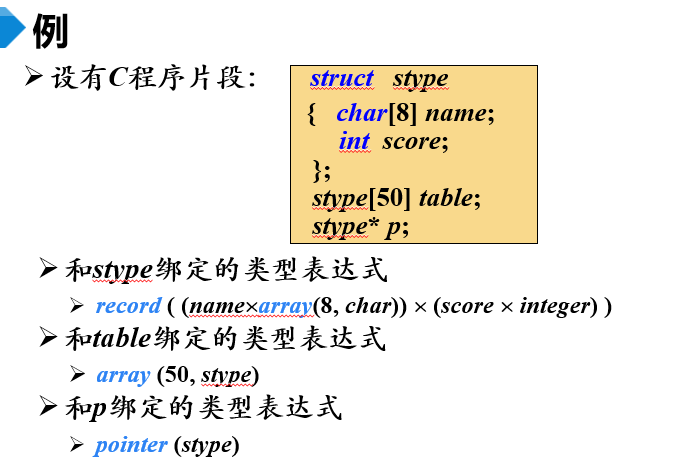 例
➢设有C程序片段：
struct stype
{ char[8] name;
int score;
};
stype[50] table;
stype* p;
➢和stype绑定的类型表达式
➢ record ( (name×array(8, char)) × (score × integer) )
➢和table绑定的类型表达式
➢ array (50, stype)
➢和p绑定的类型表达式
➢ pointer (stype)